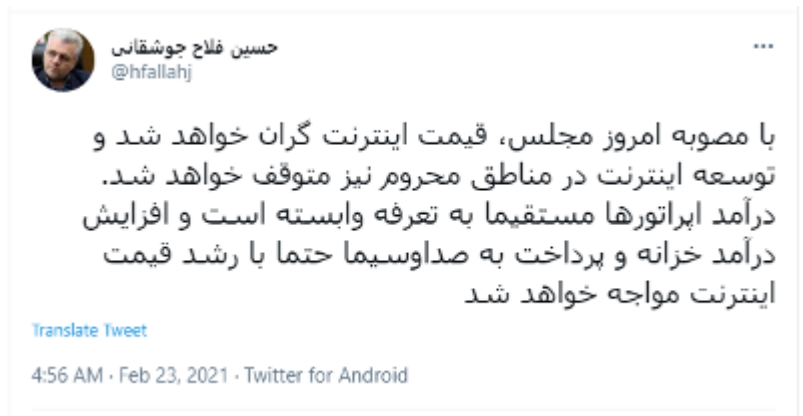 حسین فلاح جوشقانی
@hfallahj
با مصوبه امروز مجلس، قیمت اینترنت گران خواهد شد و
توسعه اینترنت در مناطق محروم نیز متوقف خواهد شد.
درآمد اپراتورها مستقیما به تعرفه وابسته است و افزایش
درآمد خزانه و پرداخت به صداوسیما حتما با رشد قیمت
اینترنت مواجه خواهد شد
Translate Tweet
4:56 AM · Feb 23, 2021 · Twitter for Android